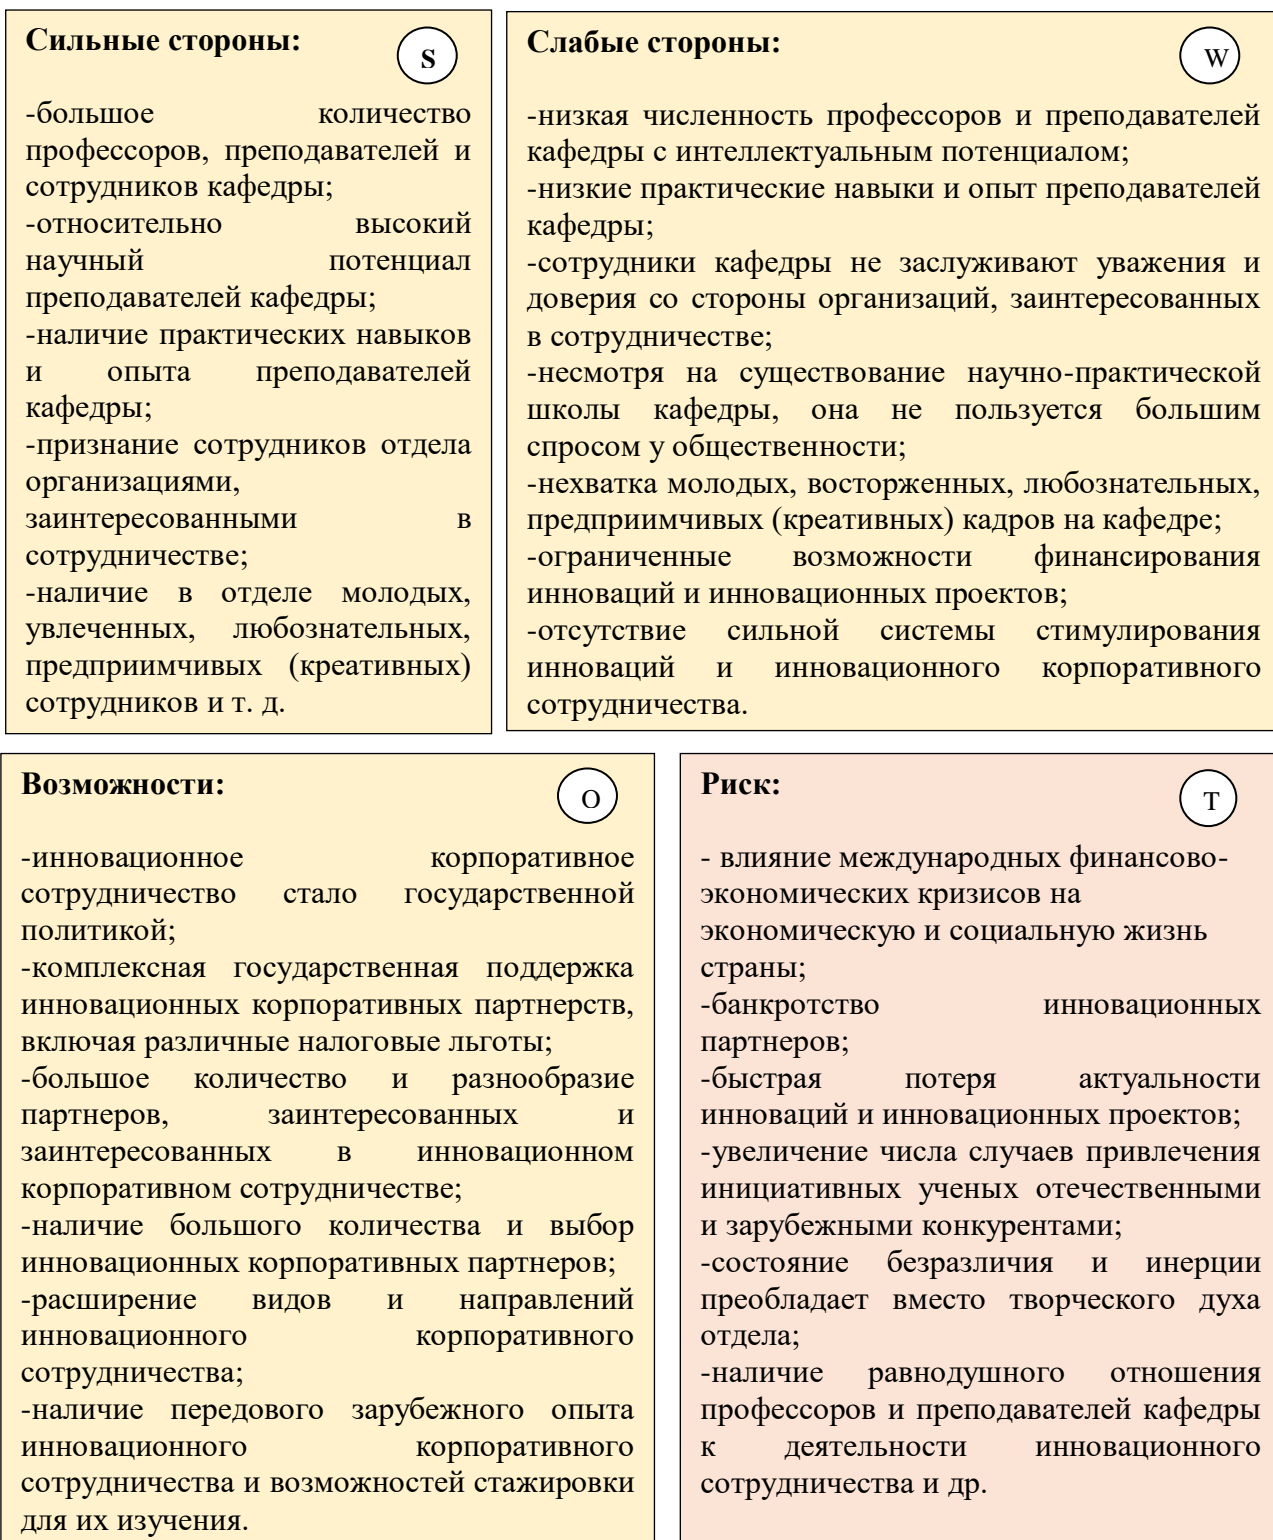 Сильные стороны:
S
-большое количество
профессоров, преподавателей и
сотрудников кафедры;
-относительно высокий
научный потенциал
преподавателей кафедры;
-наличие практических навыков
и опыта преподавателей
кафедры;
-признание сотрудников отдела
организациями,
заинтересованными в
сотрудничестве;
-наличие в отделе молодых,
увлеченных, любознательных,
предприимчивых (креативных)
сотрудников и т. д.
Слабые стороны:
W
-низкая численность профессоров и преподавателей
кафедры с интеллектуальным потенциалом;
-низкие практические навыки и опыт преподавателей
кафедры;
-сотрудники кафедры не заслуживают уважения и
доверия со стороны организаций, заинтересованных
в сотрудничестве;
-несмотря на существование научно-практической
школы кафедры, она не пользуется большим
спросом у общественности;
-нехватка молодых, восторженных, любознательных,
предприимчивых (креативных) кадров на кафедре;
-ограниченные возможности финансирования
инноваций и инновационных проектов;
-отсутствие сильной системы стимулирования
инноваций и инновационного корпоративного
сотрудничества.
Возможности:
O
-инновационное корпоративное
сотрудничество стало государственной
политикой;
-комплексная государственная поддержка
инновационных корпоративных партнерств,
включая различные налоговые льготы;
-большое количество и разнообразие
партнеров, заинтересованных и
заинтересованных в инновационном
корпоративном сотрудничестве;
-наличие большого количества и выбор
инновационных корпоративных партнеров;
-расширение видов и направлений
инновационного корпоративного
сотрудничества;
-наличие передового зарубежного опыта
инновационного корпоративного
сотрудничества и возможностей стажировки
для их изучения.
Риск:
T
- влияние международных финансово-
экономических кризисов на
экономическую и социальную жизнь
страны;
-банкротство инновационных
партнеров;
-быстрая потеря актуальности
инноваций и инновационных проектов;
-увеличение числа случаев привлечения
инициативных ученых отечественными
и зарубежными конкурентами;
-состояние безразличия и инерции
преобладает вместо творческого духа
отдела;
-наличие равнодушного отношения
профессоров и преподавателей кафедры
к деятельности инновационного
сотрудничества и др.